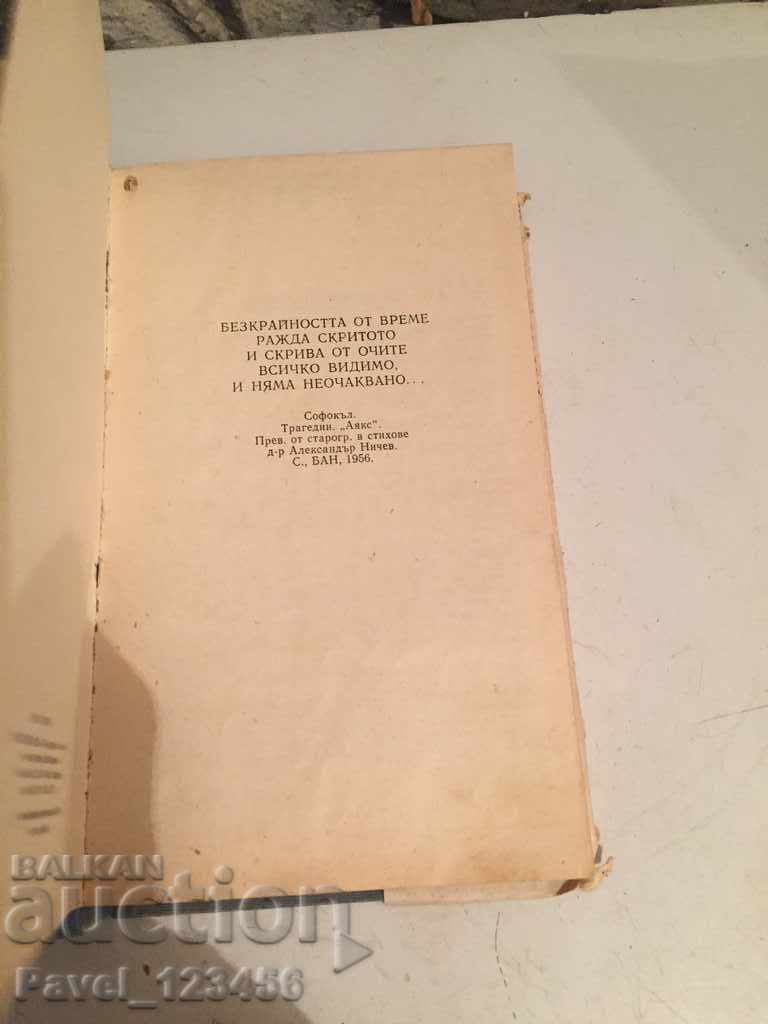 БЕЗКРАЙНОСТТА ОТ ВРЕМЕ
РАЖДА СКРИТОТО
И СКРИВА ОТ ОЧИТЕ
ВСИЧКО ВИДИМО,
И НЯМА НЕОЧАКВАНО...
Софокъл.
Трагедии. „Аякс".
Прев. от старогр. в стихове
д-р Александър Ничев.
С., БАН, 1956.
BALKAN
auction
Pavel_123456